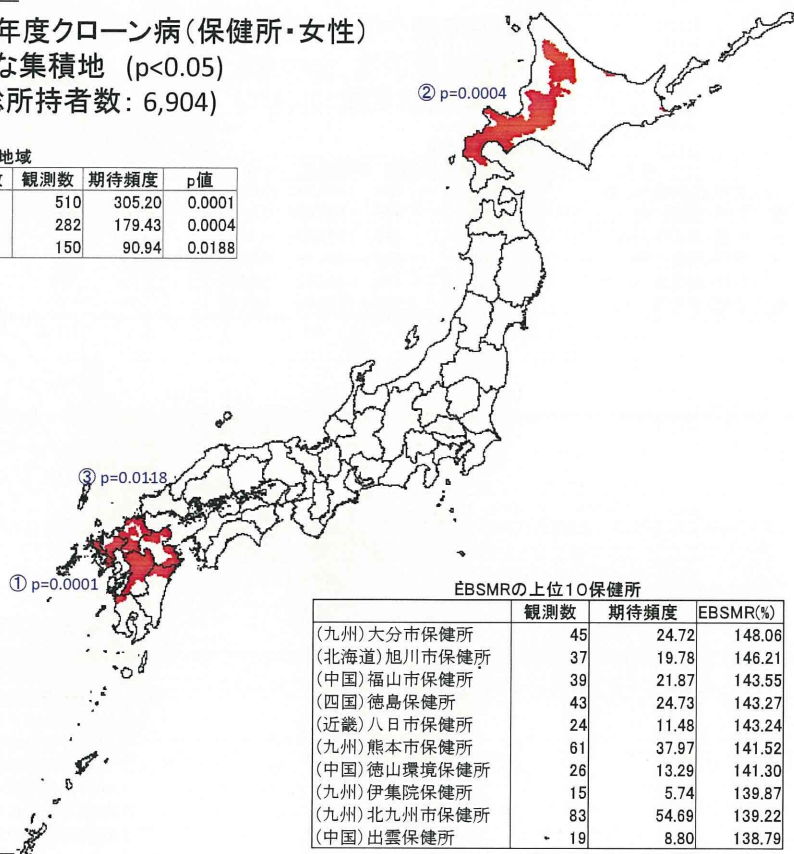 年度クローン病(保健所・女性)
な集積地 (p<0.05)
所持者数: 6,904)
② p=0.0004
地域
観測数 期待頻度 p値
510 305.20 0.0001
282 179.43 0.0004
150 90.94 0.0188
③ p=0.0118
① p=0.0001
EBSMRの上位10保健所
観測数 期待頻度 EBSMR(%)
(九州)大分市保健所 45 24.72 148.06
(北海道)旭川市保健所 37 19.78 146.21
(中国)福山市保健所 39 21.87 143.55
(四国)徳島保健所 43 24.73 143.27
(近畿)八日市保健所 24 11.48 143.24
(九州)熊本市保健所 61 37.97 141.52
(中国)徳山環境保健所 26 13.29 141.30
(九州)伊集院保健所 15 5.74 139.87
(九州)北九州市保健所 83 54.69 139.22
(中国)出雲保健所 19 8.80 138.79